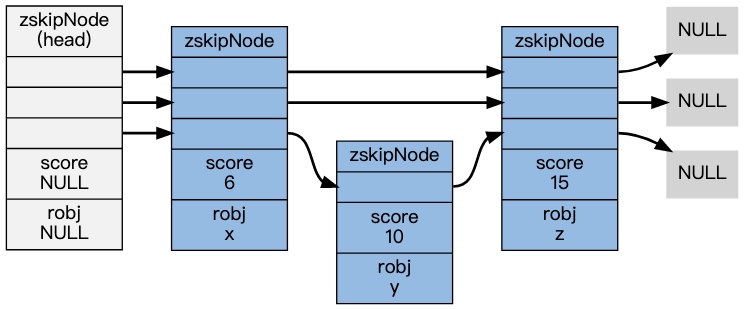 zskipNode
(head)
score
NULL
robj
NULL
zskipNode
score
6
robj
x
zskipNode
score
10
robj
y
zskipNode
score
15
robj
z
NULL
NULL
NULL